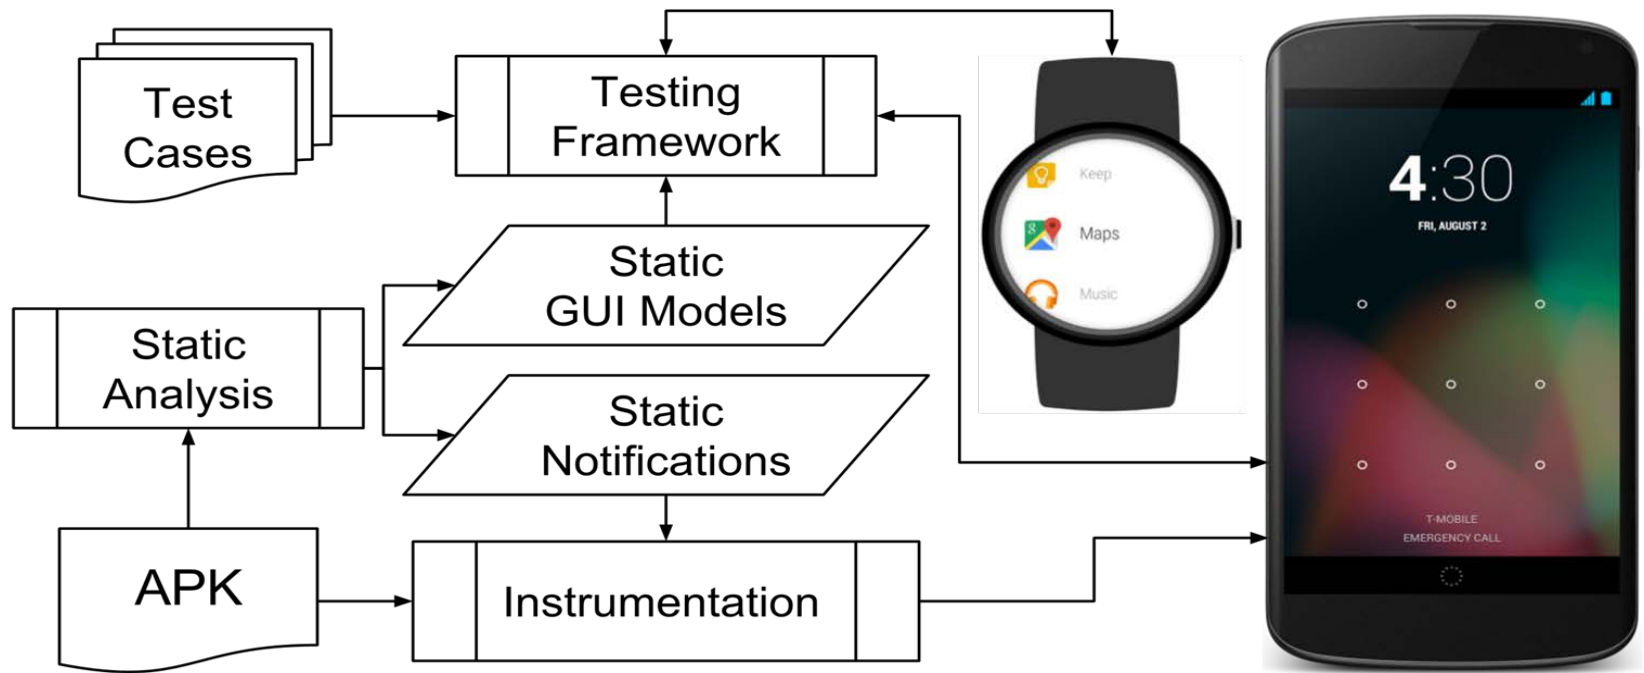 Test
Cases
Testing
Framework
Static
GUI Models
Static
Analysis
Static
Notifications
APK
Instrumentation
Keep
8
Maps
Music
4:30
FRI, AUGUST 2
T-MOBILE
EMERGENCY CALL